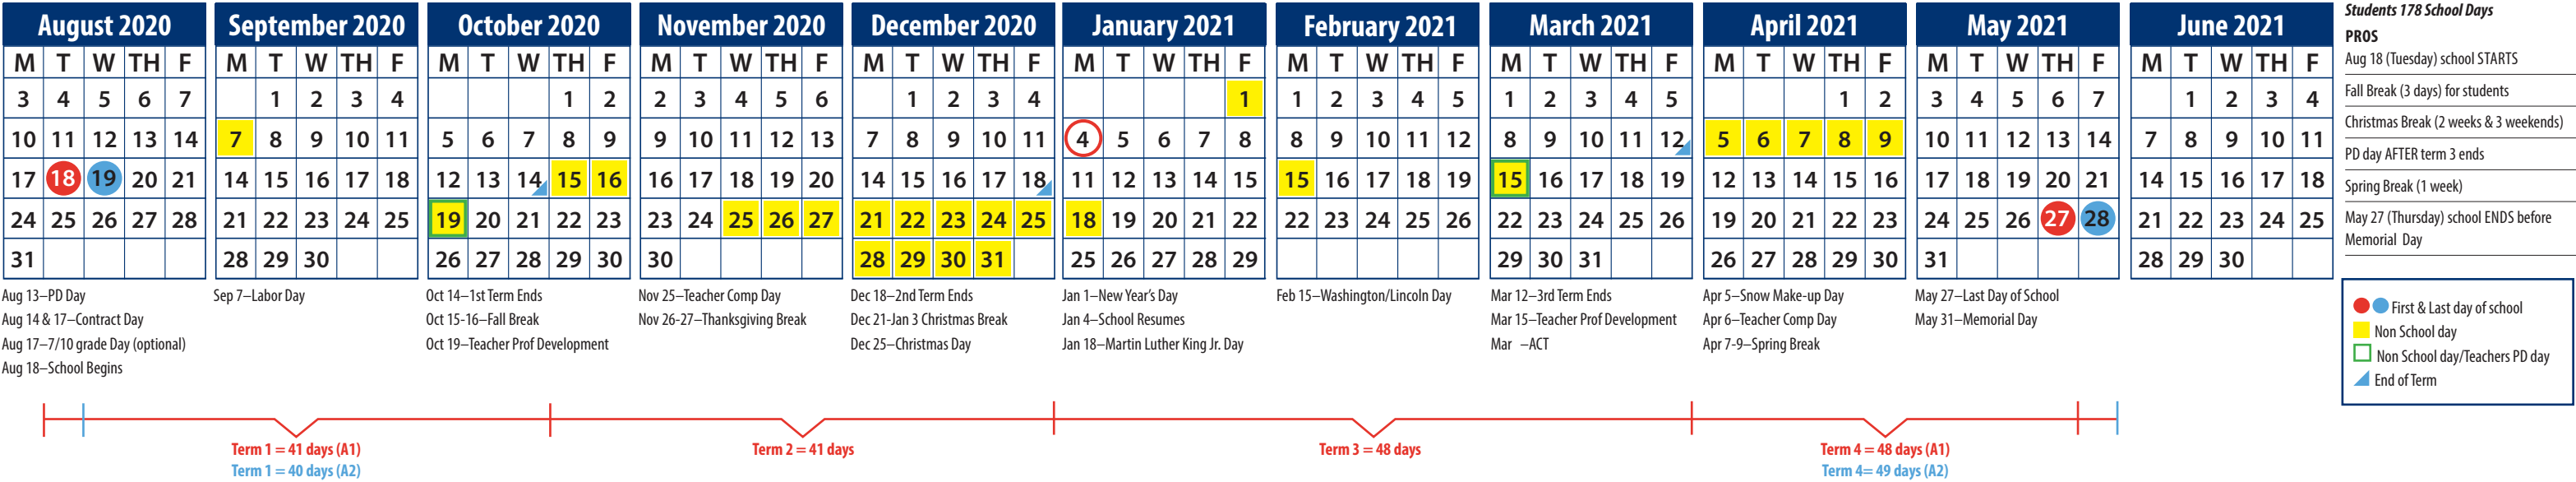 August 2020
M T W TH F
3 4 5 6 7
10 11 12 13 14
17 18 19 20 21
24 25 26 27 28
31
Aug 13–PD Day
Aug 14 & 17–Contract Day
Aug 17–7/10 grade Day (optional)
Aug 18–School Begins
September 2020
M T W TH F
1 2 3 4
7 8 9 10 11
14 15 16 17 18
21 22 23 24 25
28 29 30
Sep 7–Labor Day
October 2020
M T W TH F
1 2
5 6 7 8 9
12 13 14 15 16
19 20 21 22 23
26 27 28 29 30
Oct 14–1st Term Ends
Oct 15-16–Fall Break
Oct 19–Teacher Prof Development
November 2020
M T W TH F
2 3 4 5 6
9 10 11 12 13
16 17 18 19 20
23 24 25 26 27
30
Nov 25–Teacher Comp Day
Nov 26-27–Thanksgiving Break
December 2020
M T W TH F
1 2 3 4
7 8 9 10 11
14 15 16 17 18
21 22 23 24 25
28 29 30 31
Dec 18–2nd Term Ends
Dec 21-Jan 3 Christmas Break
Dec 25–Christmas Day
January 2021
M T W TH F
1
4 5 6 7 8
11 12 13 14 15
18 19 20 21 22
25 26 27 28 29
Jan 1–New Year's Day
Jan 4–School Resumes
Jan 18–Martin Luther King Jr. Day
February 2021
M T W TH F
1 2 3 4 5
8 9 10 11 12
15 16 17 18 19
22 23 24 25 26
Feb 15–Washington/Lincoln Day
March 2021
M T W TH F
1 2 3 4 5
8 9 10 11 12
15 16 17 18 19
22 23 24 25 26
29 30 31
Mar 12–3rd Term Ends
Mar 15–Teacher Prof Development
Mar –ACT
April 2021
M T W TH F
1 2
5 6 7 8 9
12 13 14 15 16
19 20 21 22 23
26 27 28 29 30
Apr 5–Snow Make-up Day
Apr 6–Teacher Comp Day
Apr 7-9–Spring Break
May 2021
M T W TH F
3 4 5 6 7
10 11 12 13 14
17 18 19 20 21
24 25 26 27 28
31
May 27–Last Day of School
May 31–Memorial Day
June 2021
M T W TH F
1 2 3 4
7 8 9 10 11
14 15 16 17 18
21 22 23 24 25
28 29 30
Students 178 School Days
PROS
Aug 18 (Tuesday) school STARTS
Fall Break (3 days) for students
Christmas Break (2 weeks & 3 weekends)
PD day AFTER term 3 ends
Spring Break (1 week)
May 27 (Thursday) school ENDS before
Memorial Day
First & Last day of school
Non School day
Non School day/Teachers PD day
End of Term
Term 1 = 41 days (A1)
Term 1 = 40 days (A2)
Term 2 = 41 days
Term 3 = 48 days
Term 4 = 48 days (A1)
Term 4= 49 days (A2)